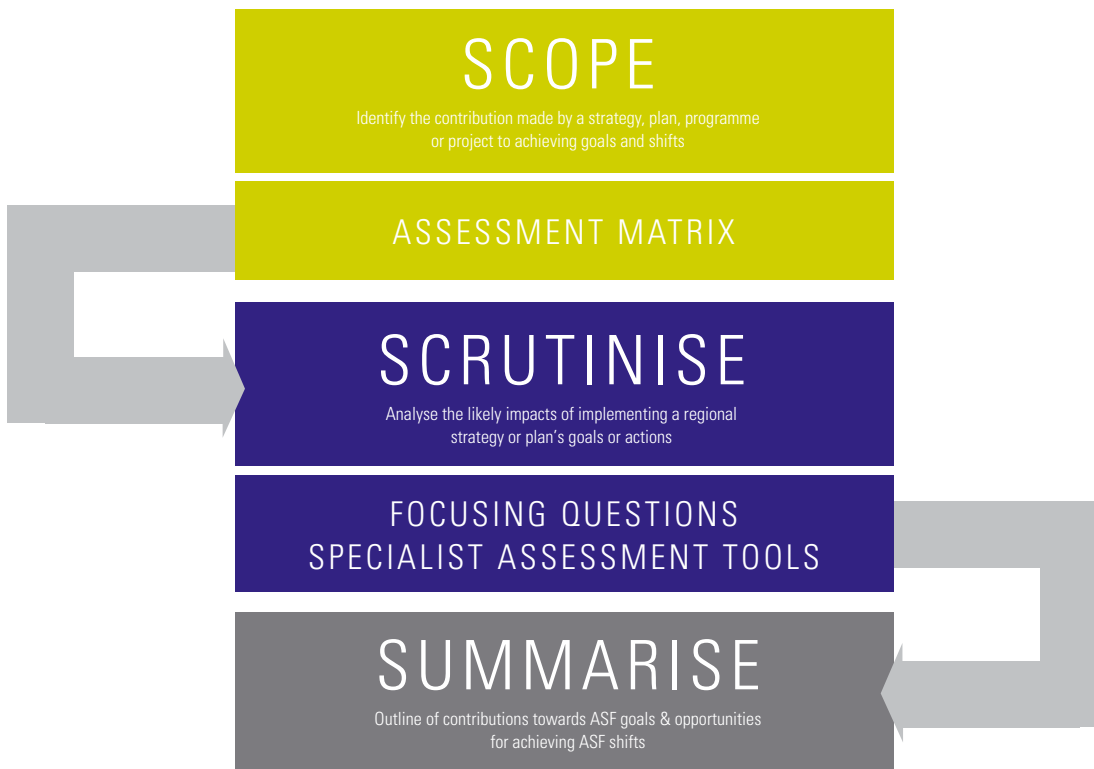 SCOPE
Identify the contribution made by a strategy, plan, programme
or project to achieving goals and shifts
ASSESSMENT MATRIX
SCRUTINISE
Analyse the likely impacts of implementing a regional
strategy or plan's goals or actions
FOCUSING QUESTIONS
SPECIALIST ASSESSMENT TOOLS
SUMMARISE
Outline of contributions towards ASF goals & opportunities
for achieving ASF shifts